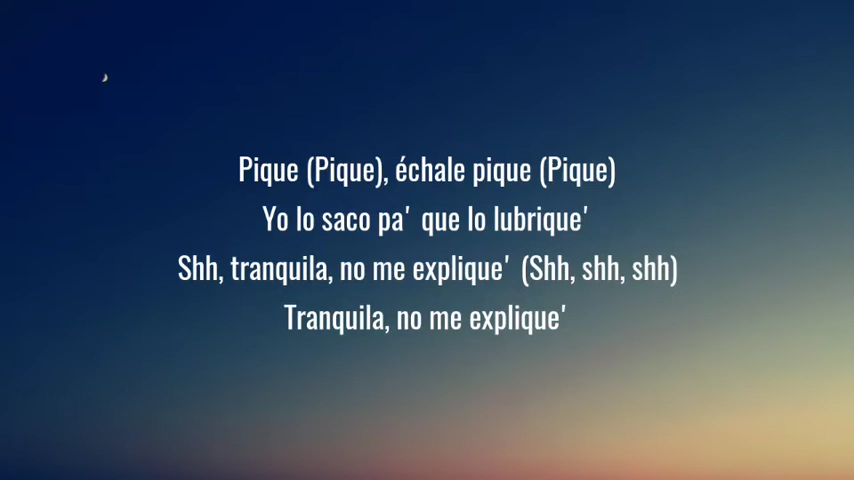 Pique (Pique), échale pique (Pique)
Yo lo saco pa' que lo lubrique'
Shh, tranquila, no me explique' (Shh, shh, shh)
Tranquila, no me explique'